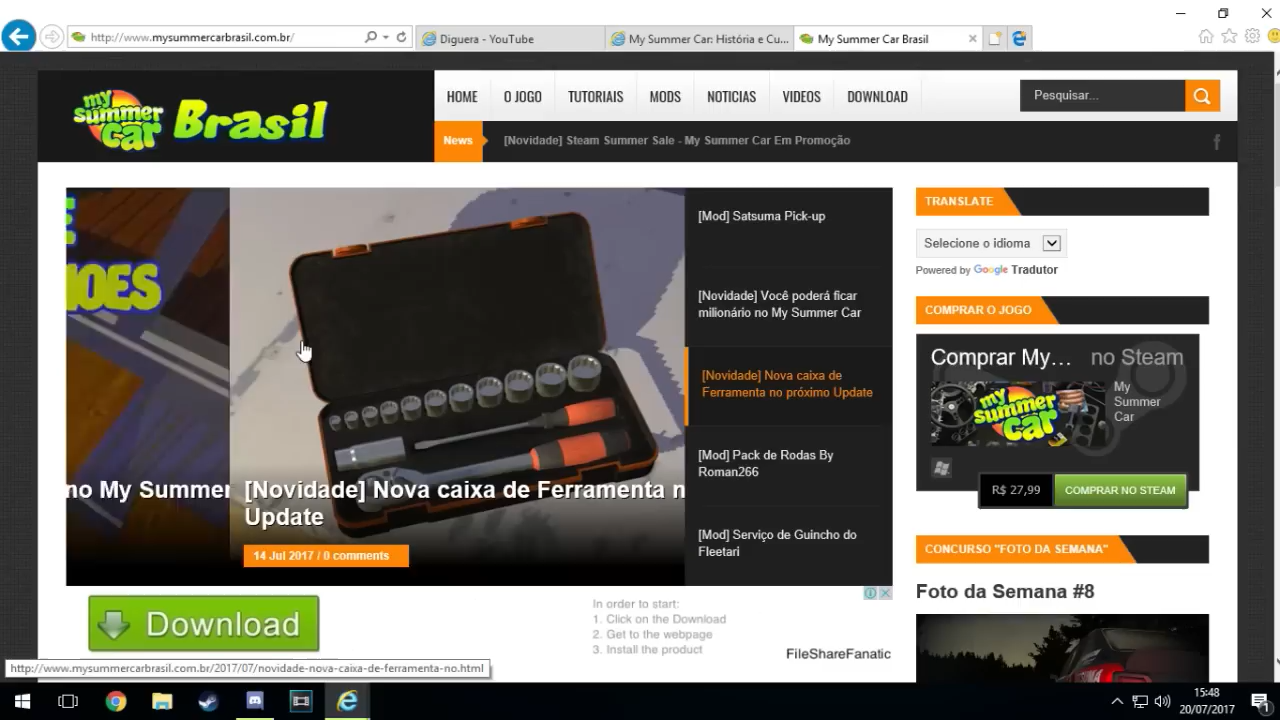 http://www.mysummercarbrasil.com.br/
Diguera - YouTube
My Summer Car: História e Cu...
My Summer Car Brasil
my summer car Brasil
HOME
O JOGO
TUTORIAIS
MODS
NOTICIAS
VIDEOS
DOWNLOAD
Pesquisar...
News
[Novidade] Steam Summer Sale - My Summer Car Em Promoção
[Mod] Satsuma Pick-up
[Novidade] Você poderá ficar
milionário no My Summer Car
[Novidade] Nova caixa de
Ferramenta no próximo Update
[Mod] Pack de Rodas By
Roman266
[Mod] Serviço de Guincho do
Fleetari
no My Summer
[Novidade] Nova caixa de Ferramenta n
Update
14 Jul 2017 / 0 comments
TRANSLATE
Selecione o idioma
Powered by Google Tradutor
COMPRAR O JOGO
Comprar My... no Steam
my summer car
My
Summer
Car
R$ 27,99
COMPRAR NO STEAM
CONCURSO "FOTO DA SEMANA"
Foto da Semana #8
Download
In order to start:
1. Click on the Download
2. Get to the webpage
3. Install the product
FileShareFanatic
http://www.mysummercarbrasil.com.br/2017/07/novidade-nova-caixa-de-ferramenta-no.html
15:48
20/07/2017
1